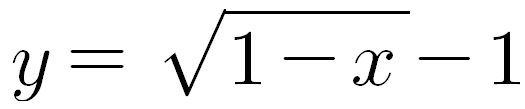 y = √(1 − x) − 1